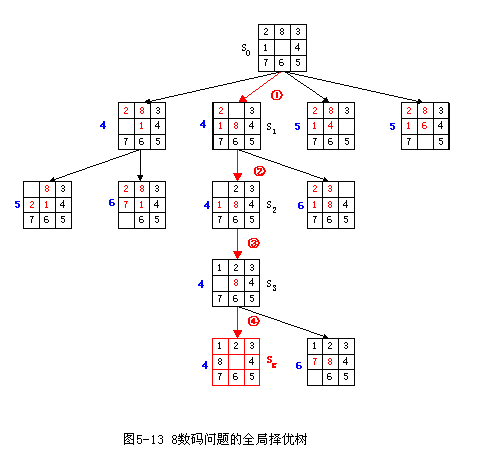 2 8 3
S0 1 4
7 6 5
①
2 8 3 2 3 2 8 3 2 8 3
4 1 4 4 1 8 4 S1 5 1 4 5 1 6 4
7 6 5 7 6 5 7 6 5 7 5
②
8 3 2 8 3 2 3 2 3
5 2 1 4 6 7 1 4 4 1 8 4 S2 6 1 8 4
7 6 5 6 5 7 6 5 7 6 5
③
1 2 3
4 8 4 S3
7 6 5
④
1 2 3 1 2 3
4 8 4 Sg 6 7 8 4
7 6 5 6 5
图5-13 8数码问题的全局择优树